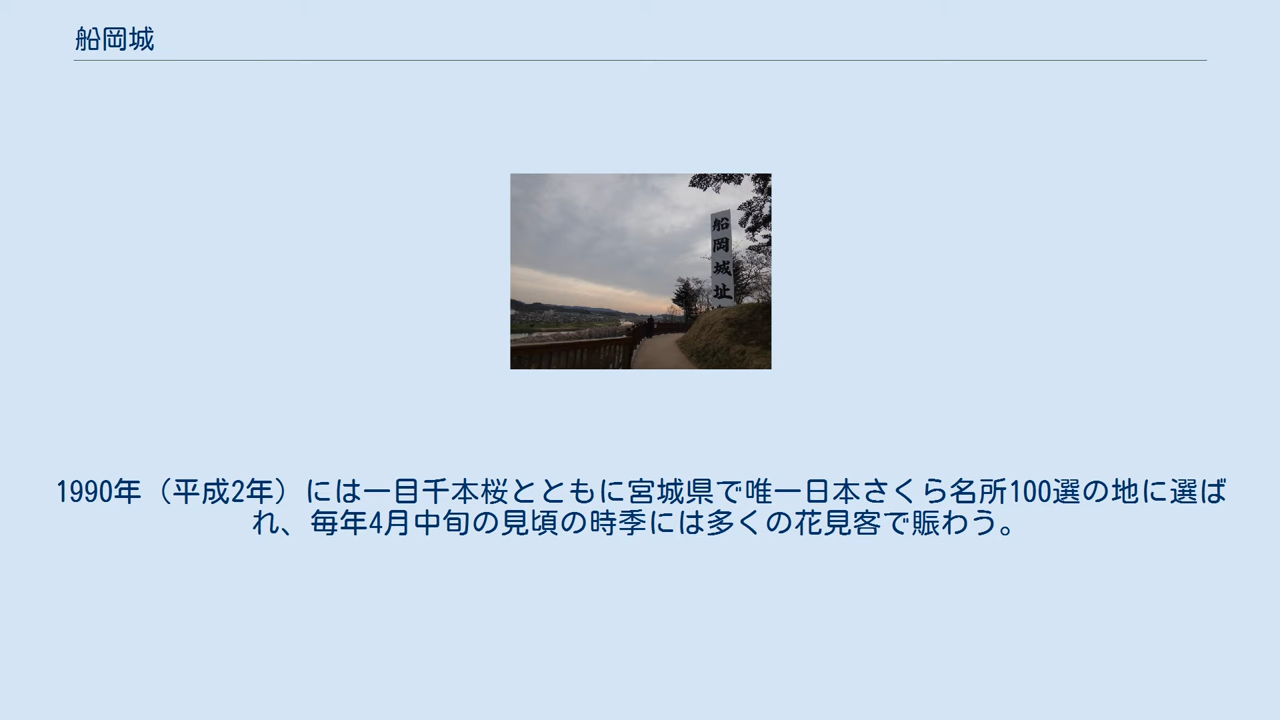 船岡城
船岡城址
1990年（平成2年）には一目千本桜とともに宮城県で唯一日本さくら名所100選の地に選ば
れ、毎年4月中旬の見頃の時季には多くの花見客で賑わう。